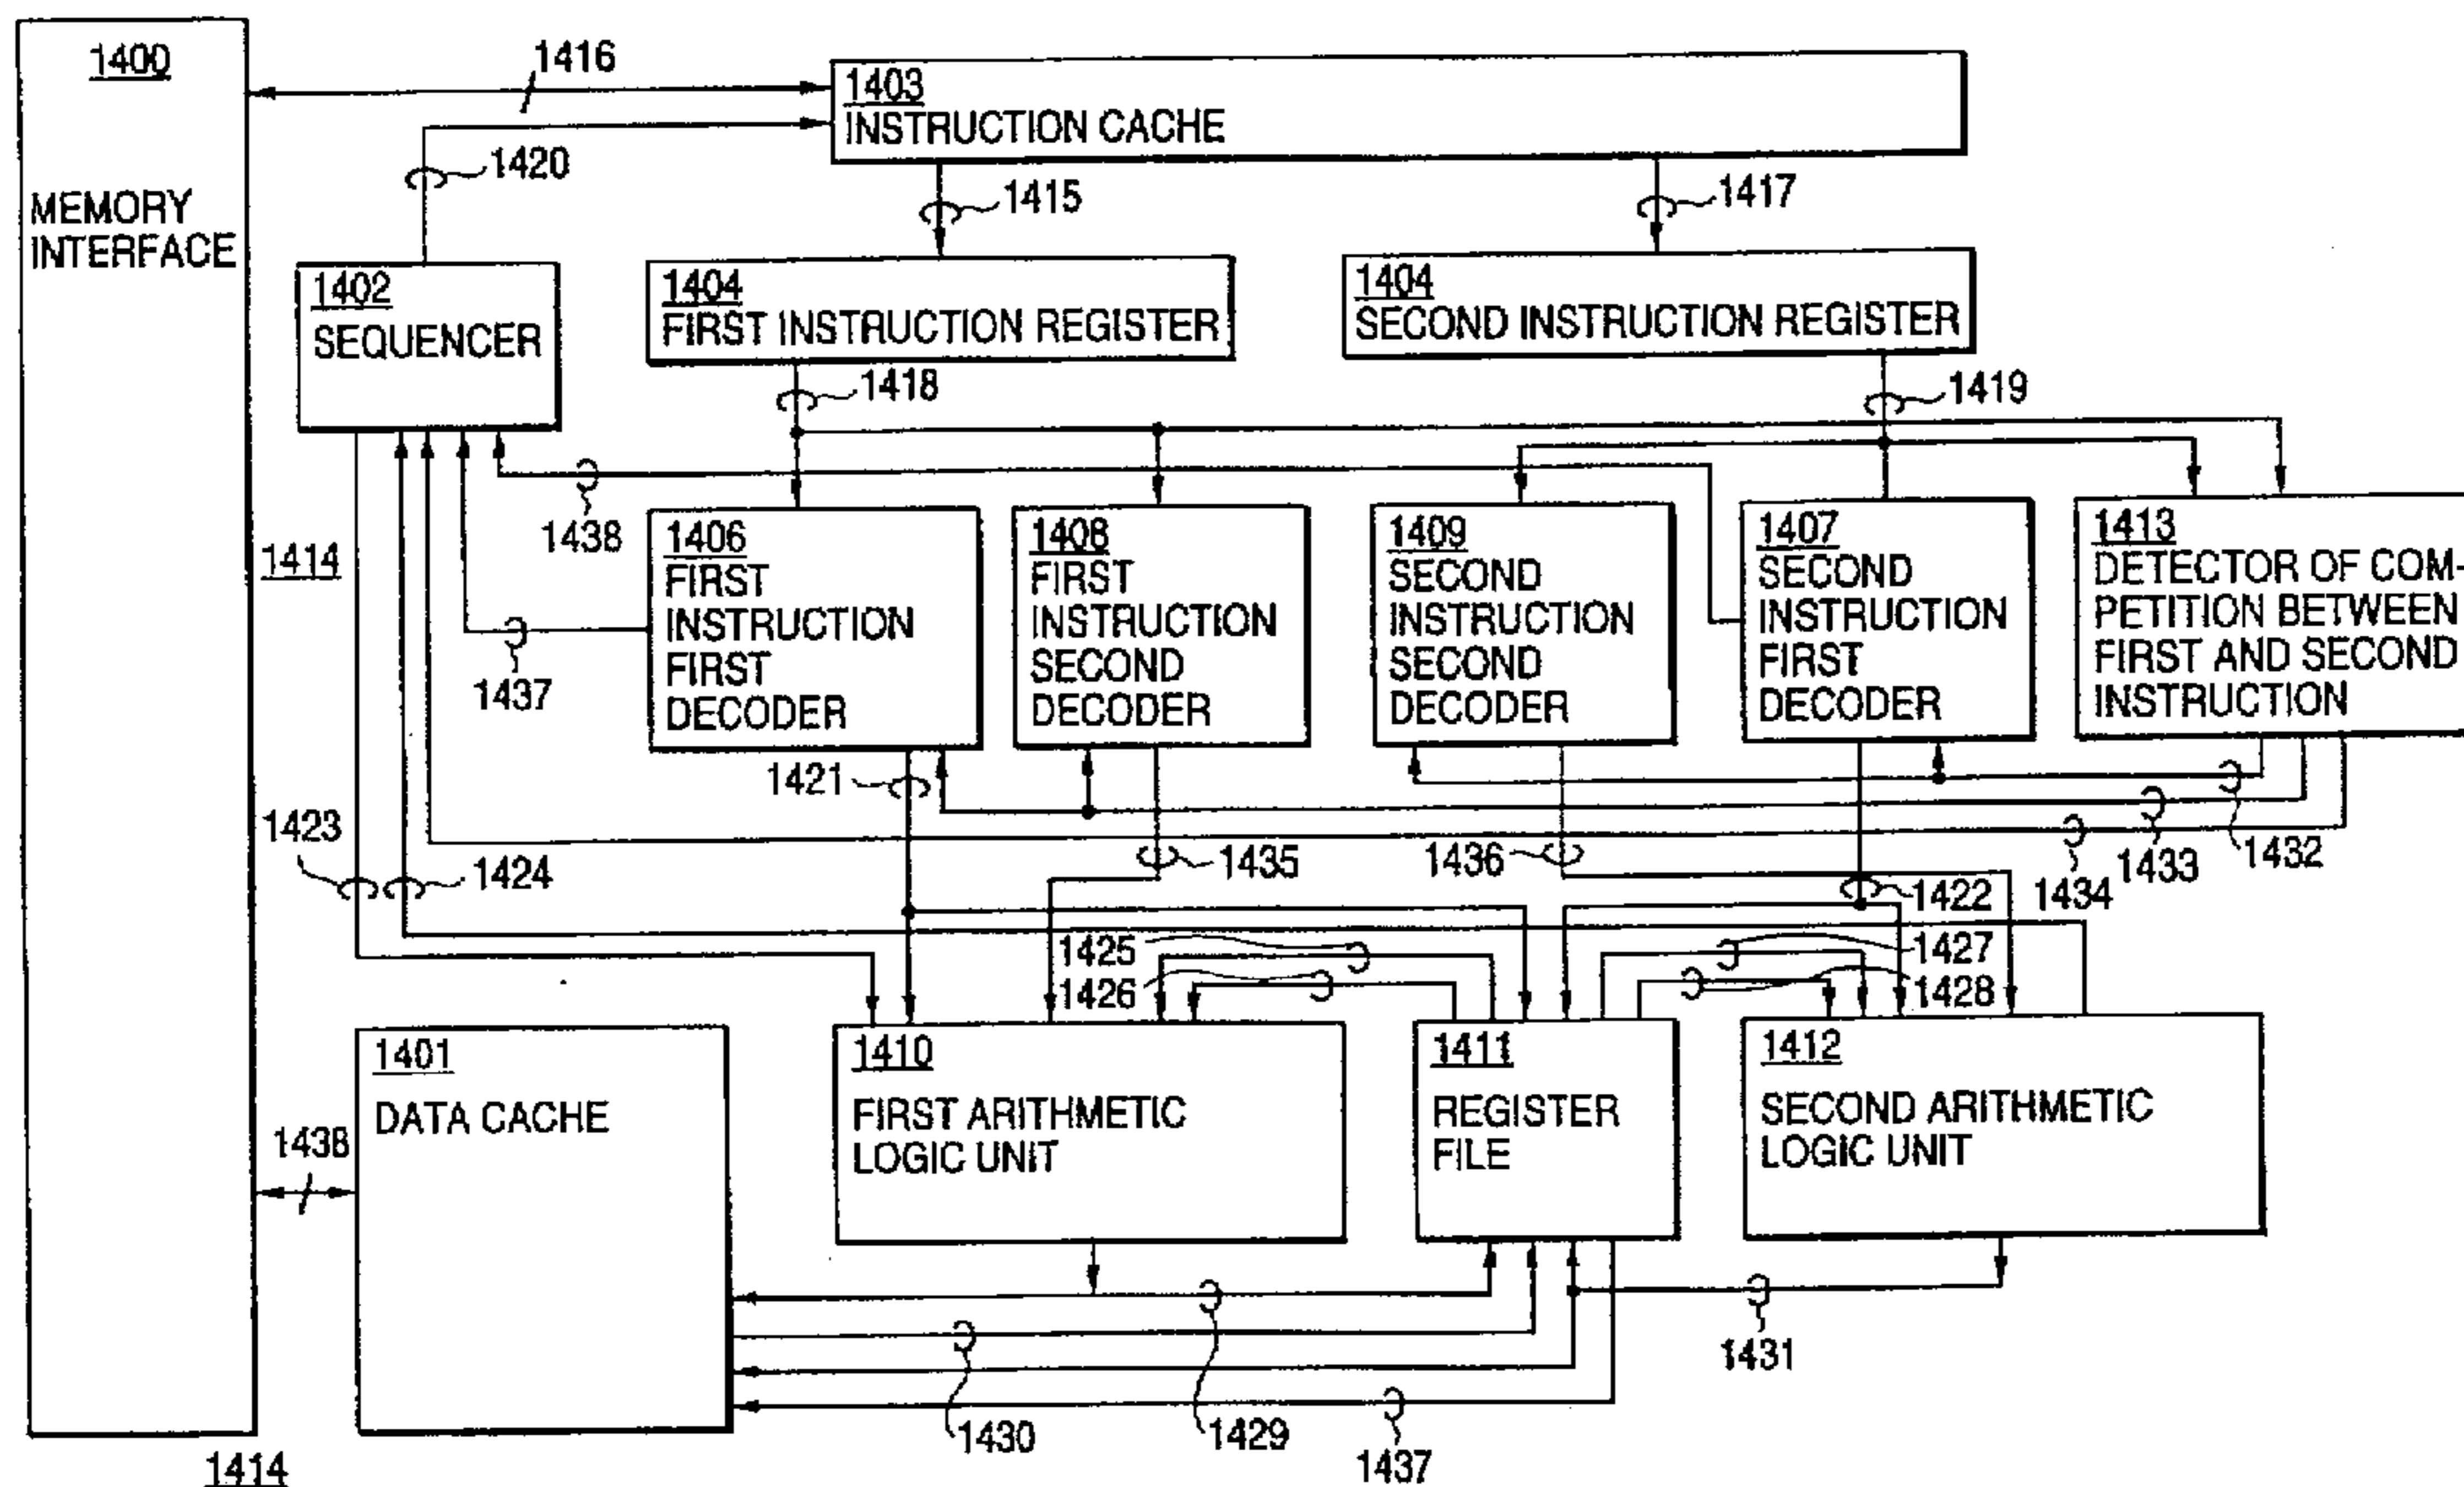 1400
MEMORY
INTERFACE
1416
1403
INSTRUCTION CACHE
1420
1415
1417
1402
SEQUENCER
1404
FIRST INSTRUCTION REGISTER
1404
SECOND INSTRUCTION REGISTER
1418
1419
1438
1414
1406
FIRST
INSTRUCTION
FIRST
DECODER
1408
FIRST
INSTRUCTION
SECOND
DECODER
1409
SECOND
INSTRUCTION
SECOND
DECODER
1407
SECOND
INSTRUCTION
FIRST
DECODER
1413
DETECTOR OF COM-
PETITION BETWEEN
FIRST AND SECOND
INSTRUCTION
1437
1421
1423
1424
1435
1436
1422
1434
1433
1432
1425
1426
1427
1428
1401
DATA CACHE
1410
FIRST ARITHMETIC
LOGIC UNIT
1411
REGISTER
FILE
1412
SECOND ARITHMETIC
LOGIC UNIT
1438
1431
1430
1429
1437
1414